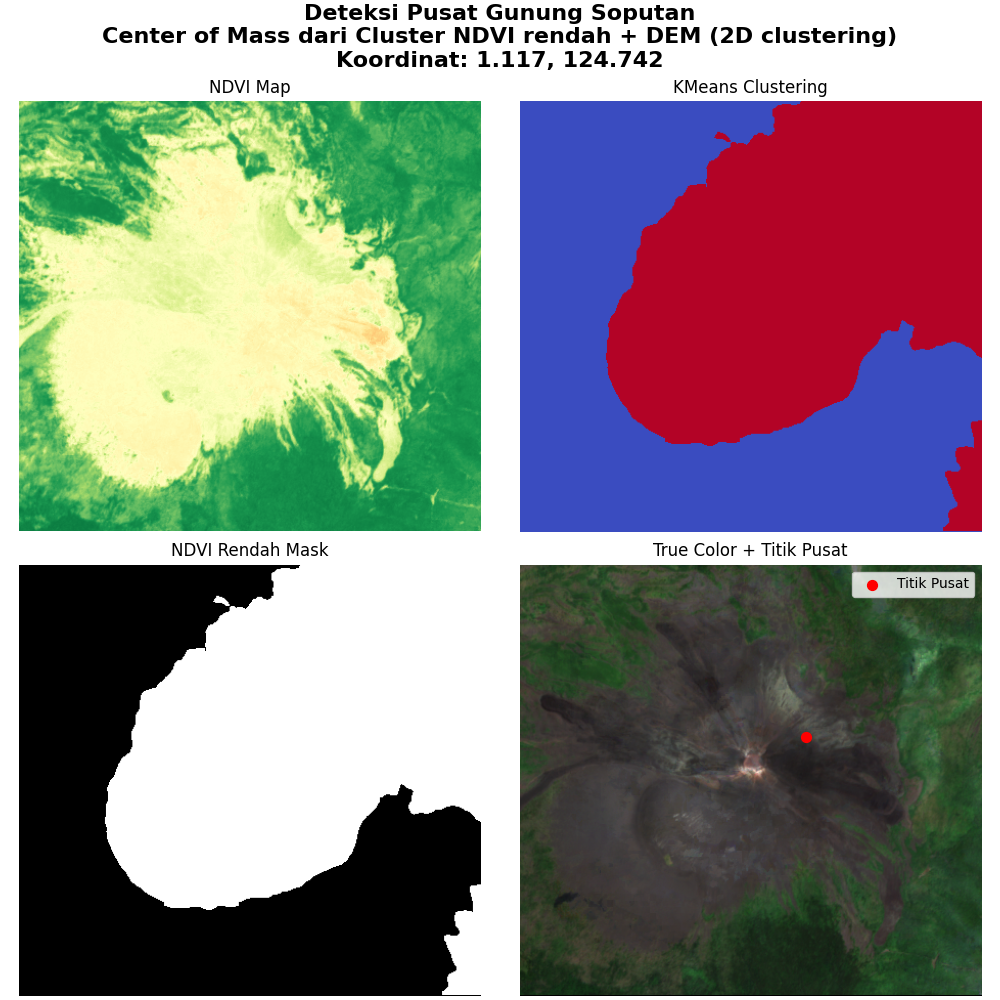 Deteksi Pusat Gunung Soputan
Center of Mass dari Cluster NDVI rendah + DEM (2D clustering)
Koordinat: 1.117, 124.742
NDVI Map
KMeans Clustering
NDVI Rendah Mask
True Color + Titik Pusat
Titik Pusat